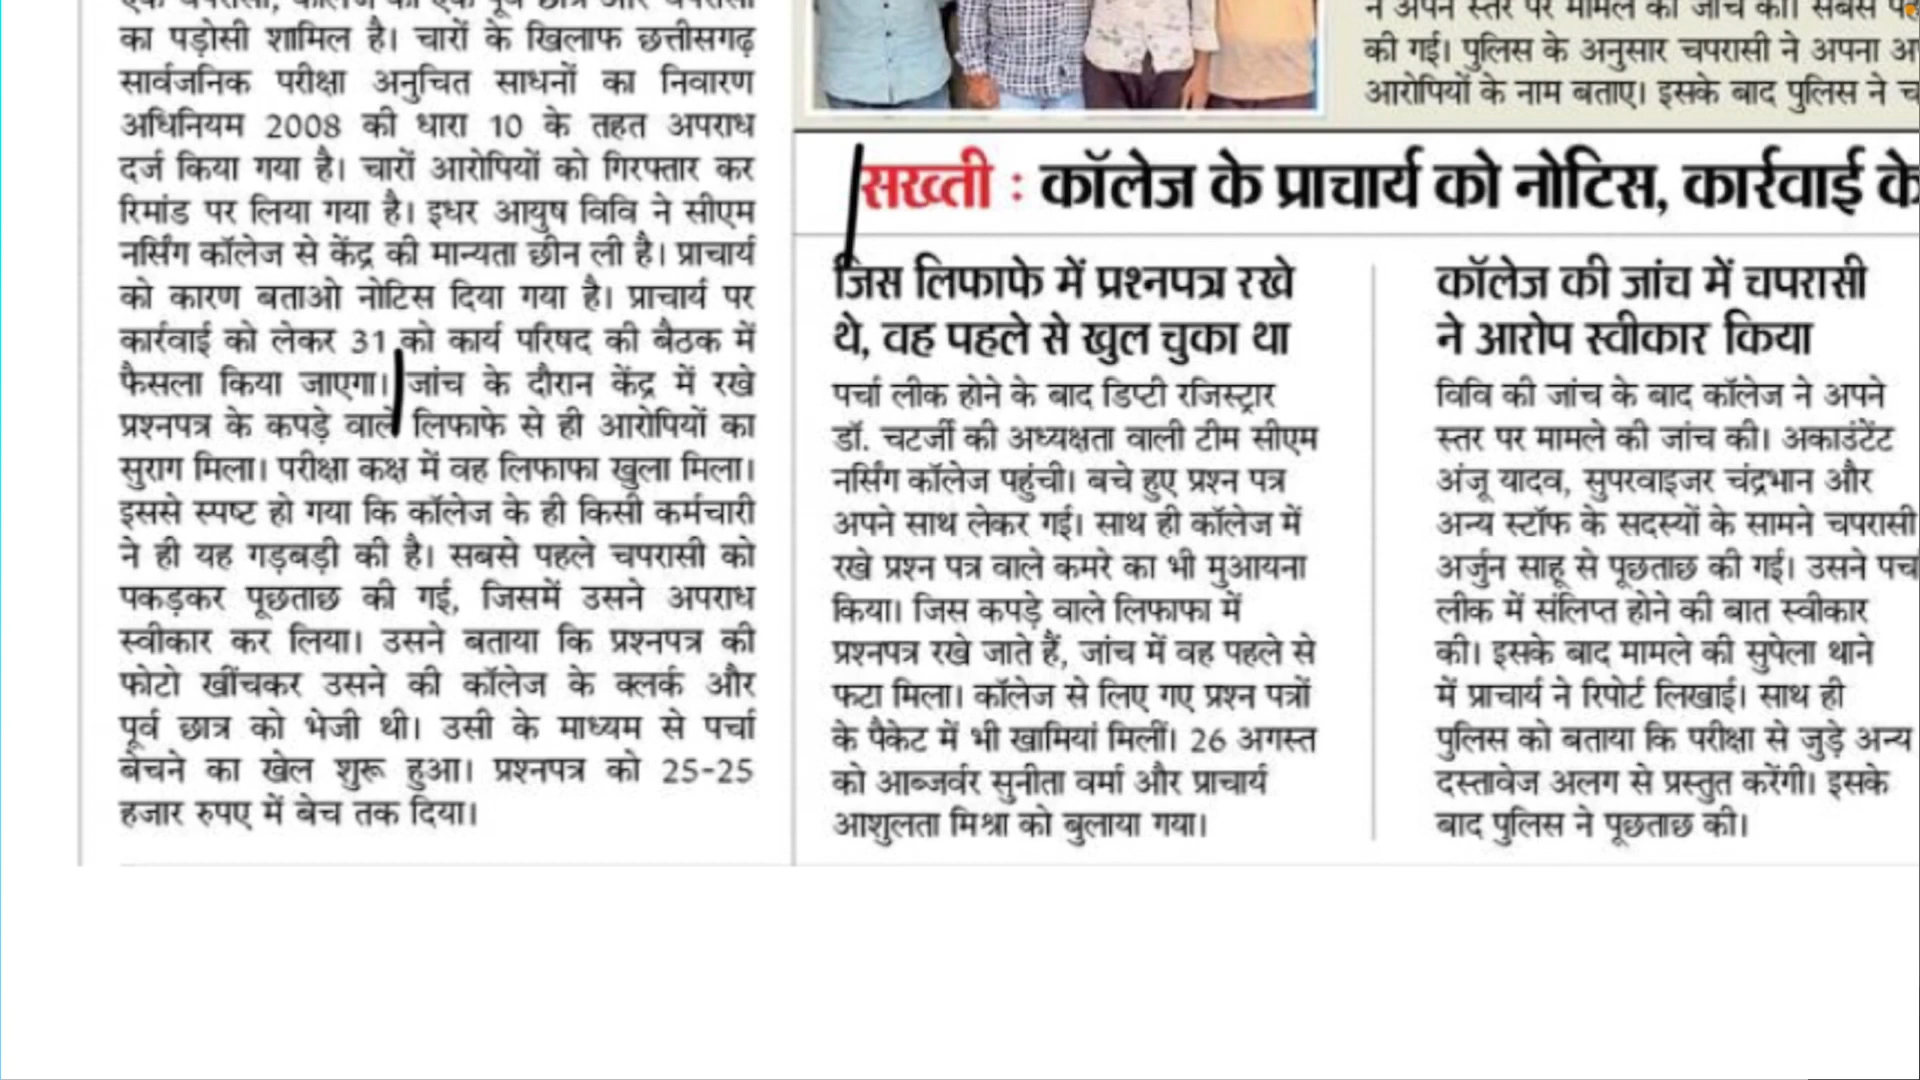 का पड़ोसी शामिल है। चारों के खिलाफ छत्तीसगढ़
सार्वजनिक परीक्षा अनुचित साधनों का निवारण
अधिनियम 2008 की धारा 10 के तहत अपराध
दर्ज किया गया है। चारों आरोपियों को गिरफ्तार कर
रिमांड पर लिया गया है। इधर आयुष विवि ने सीएम
नर्सिंग कॉलेज से केंद्र की मान्यता छीन ली है। प्राचार्य
को कारण बताओ नोटिस दिया गया है। प्राचार्य पर
कार्रवाई को लेकर 31 को कार्य परिषद की बैठक में
फैसला किया जाएगा। जांच के दौरान केंद्र में रखे
प्रश्नपत्र के कपड़े वाले लिफाफे से ही आरोपियों का
सुराग मिला। परीक्षा कक्ष में वह लिफाफा खुला मिला।
इससे स्पष्ट हो गया कि कॉलेज के ही किसी कर्मचारी
ने ही यह गड़बड़ी की है। सबसे पहले चपरासी को
पकड़कर पूछताछ की गई, जिसमें उसने अपराध
स्वीकार कर लिया। उसने बताया कि प्रश्नपत्र की
फोटो खींचकर उसने की कॉलेज के क्लर्क और
पूर्व छात्र को भेजी थी। उसी के माध्यम से पर्चा
बेचने का खेल शुरू हुआ। प्रश्नपत्र को 25-25
हजार रुपए में बेच तक दिया।
ने अपने स्तर पर मामले की जांच की। सबसे
की गई। पुलिस के अनुसार चपरासी ने अपना
आरोपियों के नाम बताए। इसके बाद पुलिस ने
सख्ती : कॉलेज के प्राचार्य को नोटिस, कार्रवाई के
जिस लिफाफे में प्रश्नपत्र रखे
थे, वह पहले से खुल चुका था
पर्चा लीक होने के बाद डिप्टी रजिस्ट्रार
डॉ. चटर्जी की अध्यक्षता वाली टीम सीएम
नर्सिंग कॉलेज पहुंची। बचे हुए प्रश्न पत्र
अपने साथ लेकर गई। साथ ही कॉलेज में
रखे प्रश्न पत्र वाले कमरे का भी मुआयना
किया। जिस कपड़े वाले लिफाफा में
प्रश्नपत्र रखे जाते हैं, जांच में वह पहले से
फटा मिला। कॉलेज से लिए गए प्रश्न पत्रों
के पैकेट में भी खामियां मिलीं। 26 अगस्त
को आब्जर्वर सुनीता वर्मा और प्राचार्य
आशुलता मिश्रा को बुलाया गया।
कॉलेज की जांच में चपरासी
ने आरोप स्वीकार किया
विवि की जांच के बाद कॉलेज ने अपने
स्तर पर मामले की जांच की। अकाउंटेंट
अंजू यादव, सुपरवाइजर चंद्रभान और
अन्य स्टॉफ के सदस्यों के सामने चपरासी
अर्जुन साहू से पूछताछ की गई। उसने पर्चा
लीक में संलिप्त होने की बात स्वीकार
की। इसके बाद मामले की सुपेला थाने
में प्राचार्य ने रिपोर्ट लिखाई। साथ ही
पुलिस को बताया कि परीक्षा से जुड़े अन्य
दस्तावेज अलग से प्रस्तुत करेंगी। इसके
बाद पुलिस ने पूछताछ की।